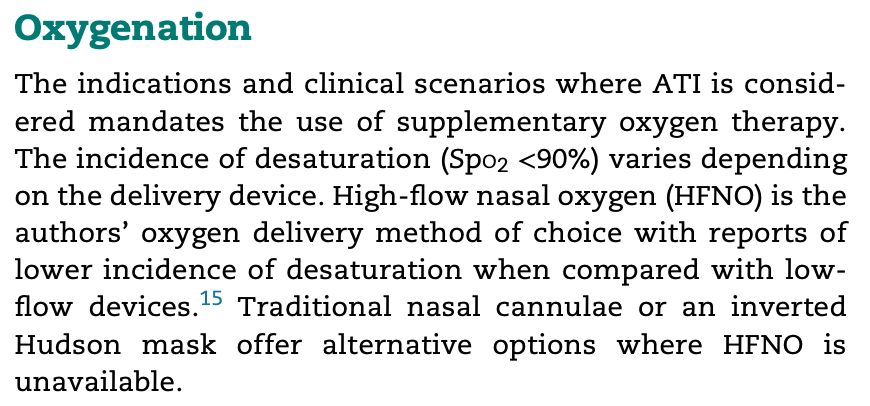 Oxygenation
The indications and clinical scenarios where ATI is consid-
ered mandates the use of supplementary oxygen therapy.
The incidence of desaturation (Spo2 <90%) varies depending
on the delivery device. High-flow nasal oxygen (HFNO) is the
authors’ oxygen delivery method of choice with reports of
lower incidence of desaturation when compared with low-
flow devices.15 Traditional nasal cannulae or an inverted
Hudson mask offer alternative options where HFNO is
unavailable.